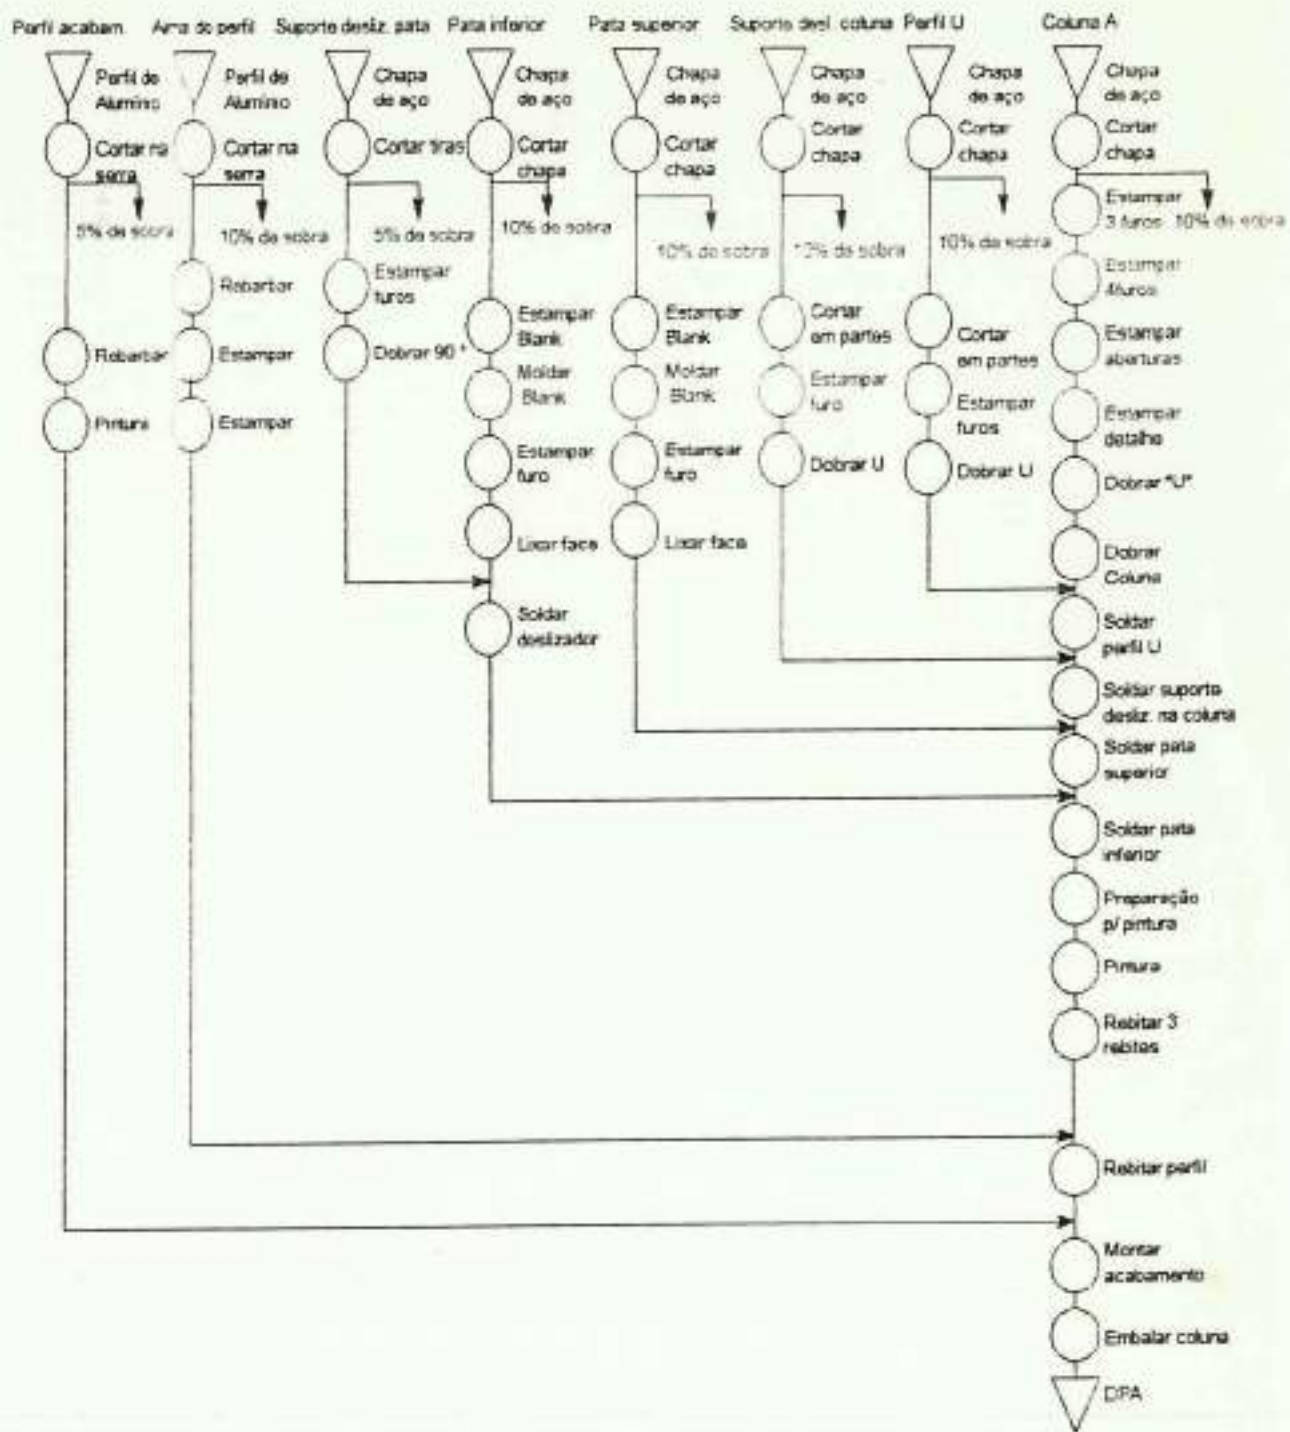 Perfil acabam.
Perfil de
Alumínio
Cortar na
serra
5% de sobra
Rebarbar
Pintura
do perfil
Perfil de
Alumínio
Cortar na
serra
10% de sobra
Rebarbar
Estampar
Estampar
Suporte desliz. pata
Chapa
de aço
Cortar tiras
5% de sobra
Estampar
furos
Dobrar 90 °
Pata inferior
Chapa
de aço
Cortar
chapa
10% de sobra
Estampar
Blank
Moldar
Blank
Estampar
furo
Lixar face
Soldar
deslizador
Pata superior
Chapa
de aço
Cortar
chapa
10% de sobra
Estampar
Blank
Moldar
Blank
Estampar
furo
Lixar face
Suporte desl. coluna
Chapa
de aço
Cortar
chapa
de sobra
Cortar
em partes
Estampar
furo
Dobrar U
Perfil U
Chapa
de aço
Cortar
chapa
10% de sobra
Cortar
em partes
Estampar
furos
Dobrar U
Coluna A
Chapa
de aço
Cortar
chapa
Estampar
3 furos
10% de sobra
Estampar
4furos
Estampar
aberturas
Estampar
detalhe
Dobrar "U"
Dobrar
Coluna
Soldar
perfil U
Soldar suporte
desliz. na coluna
Soldar pata
superior
Soldar pata
inferior
Preparação
p/ pintura
Pintura
Rebitar 3
rebites
Rebitar perfil
Montar
acabamento
Embalar coluna
DPA